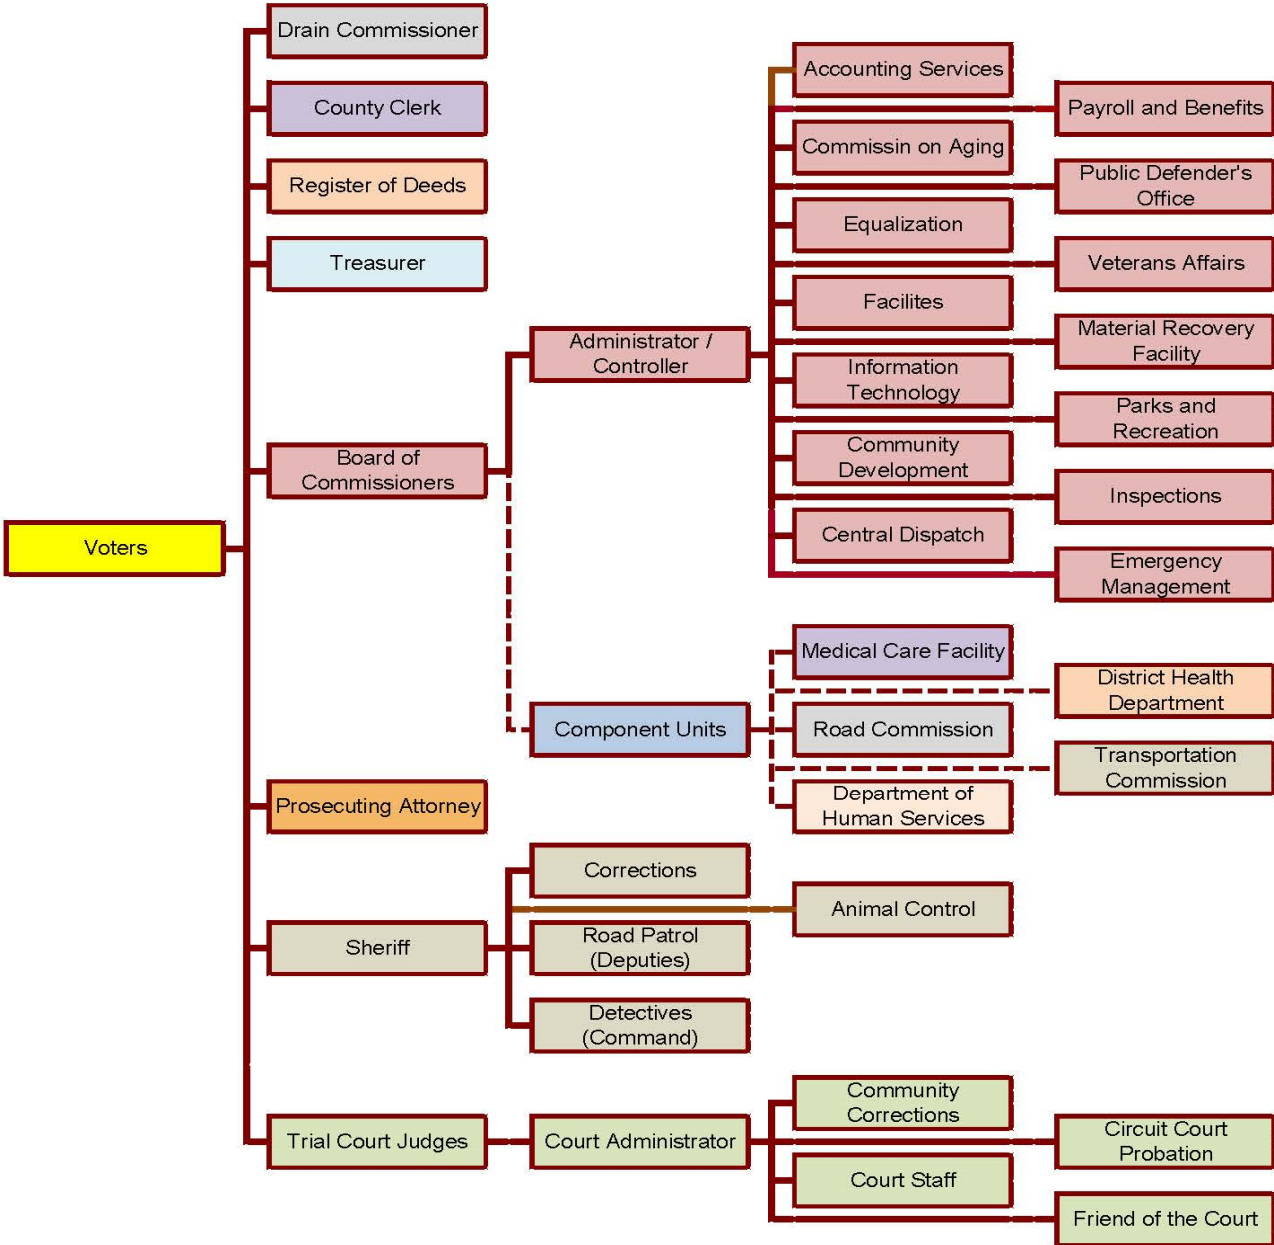 Drain Commissioner
County Clerk
Register of Deeds
Treasurer
Voters
Board of
Commissioners
Prosecuting Attorney
Sheriff
Trial Court Judges
Administrator /
Controller
Component Units
Corrections
Road Patrol
(Deputies)
Detectives
(Command)
Court Administrator
Accounting Services
Commissin on Aging
Equalization
Facilites
Information
Technology
Community
Development
Central Dispatch
Medical Care Facility
Road Commission
Department of
Human Services
Animal Control
Community
Corrections
Court Staff
Payroll and Benefits
Public Defender's
Office
Veterans Affairs
Material Recovery
Facility
Parks and
Recreation
Inspections
Emergency
Management
District Health
Department
Transportation
Commission
Circuit Court
Probation
Friend of the Court